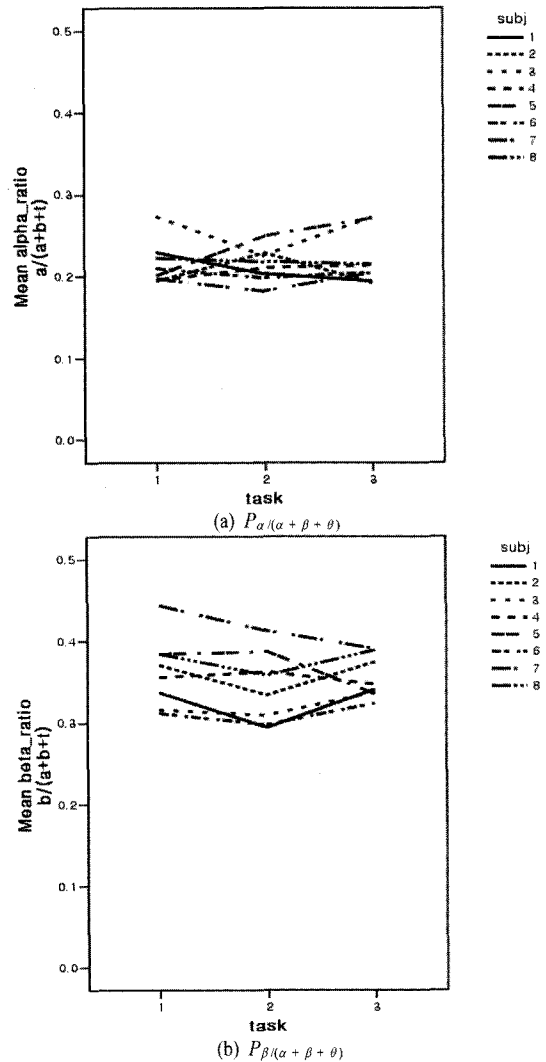 subj
1
2
3
4
5
6
7
8
0.5
0.4
0.3
0.2
0.1
0.0
Mean alpha_ratio
a/(a+b+t)
1 2 3
task
(a) P α/(α + β + θ)
subj
1
2
3
4
5
6
7
8
0.5
0.4
0.3
0.2
0.1
0.0
Mean beta_ratio
b/(a+b+t)
1 2 3
task
(b) P β/(α + β + θ)